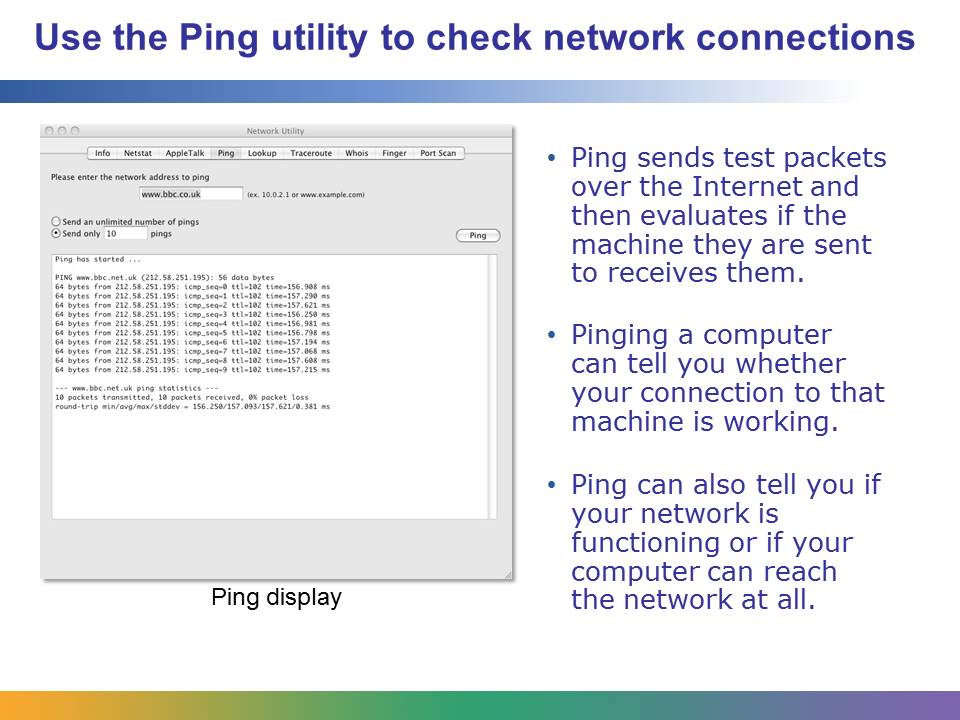 Use the Ping utility to check network connections
Network Utility
Info Netstat AppleTalk Ping Lookup Traceroute Whois Finger Port Scan
Please enter the network address to ping
www.bbc.co.uk (ex. 10.0.2.1 or www.example.com)
Send an unlimited number of pings
Send only 10 pings
Ping
Ping has started ...
PING www.bbc.net.uk (212.58.251.195): 56 data bytes
64 bytes from 212.58.251.195: icmp_seq=0 ttl=102 time=156.908 ms
64 bytes from 212.58.251.195: icmp_seq=1 ttl=102 time=157.290 ms
64 bytes from 212.58.251.195: icmp_seq=2 ttl=102 time=157.621 ms
64 bytes from 212.58.251.195: icmp_seq=3 ttl=102 time=156.250 ms
64 bytes from 212.58.251.195: icmp_seq=4 ttl=102 time=156.981 ms
64 bytes from 212.58.251.195: icmp_seq=5 ttl=102 time=156.798 ms
64 bytes from 212.58.251.195: icmp_seq=6 ttl=102 time=157.194 ms
64 bytes from 212.58.251.195: icmp_seq=7 ttl=102 time=157.068 ms
64 bytes from 212.58.251.195: icmp_seq=8 ttl=102 time=157.608 ms
64 bytes from 212.58.251.195: icmp_seq=9 ttl=102 time=157.215 ms
--- www.bbc.net.uk ping statistics ---
10 packets transmitted, 10 packets received, 0% packet loss
round-trip min/avg/max/stddev = 156.250/157.093/157.621/0.381 ms
Ping display
• Ping sends test packets
over the Internet and
then evaluates if the
machine they are sent
to receives them.
• Pinging a computer
can tell you whether
your connection to that
machine is working.
• Ping can also tell you if
your network is
functioning or if your
computer can reach
the network at all.